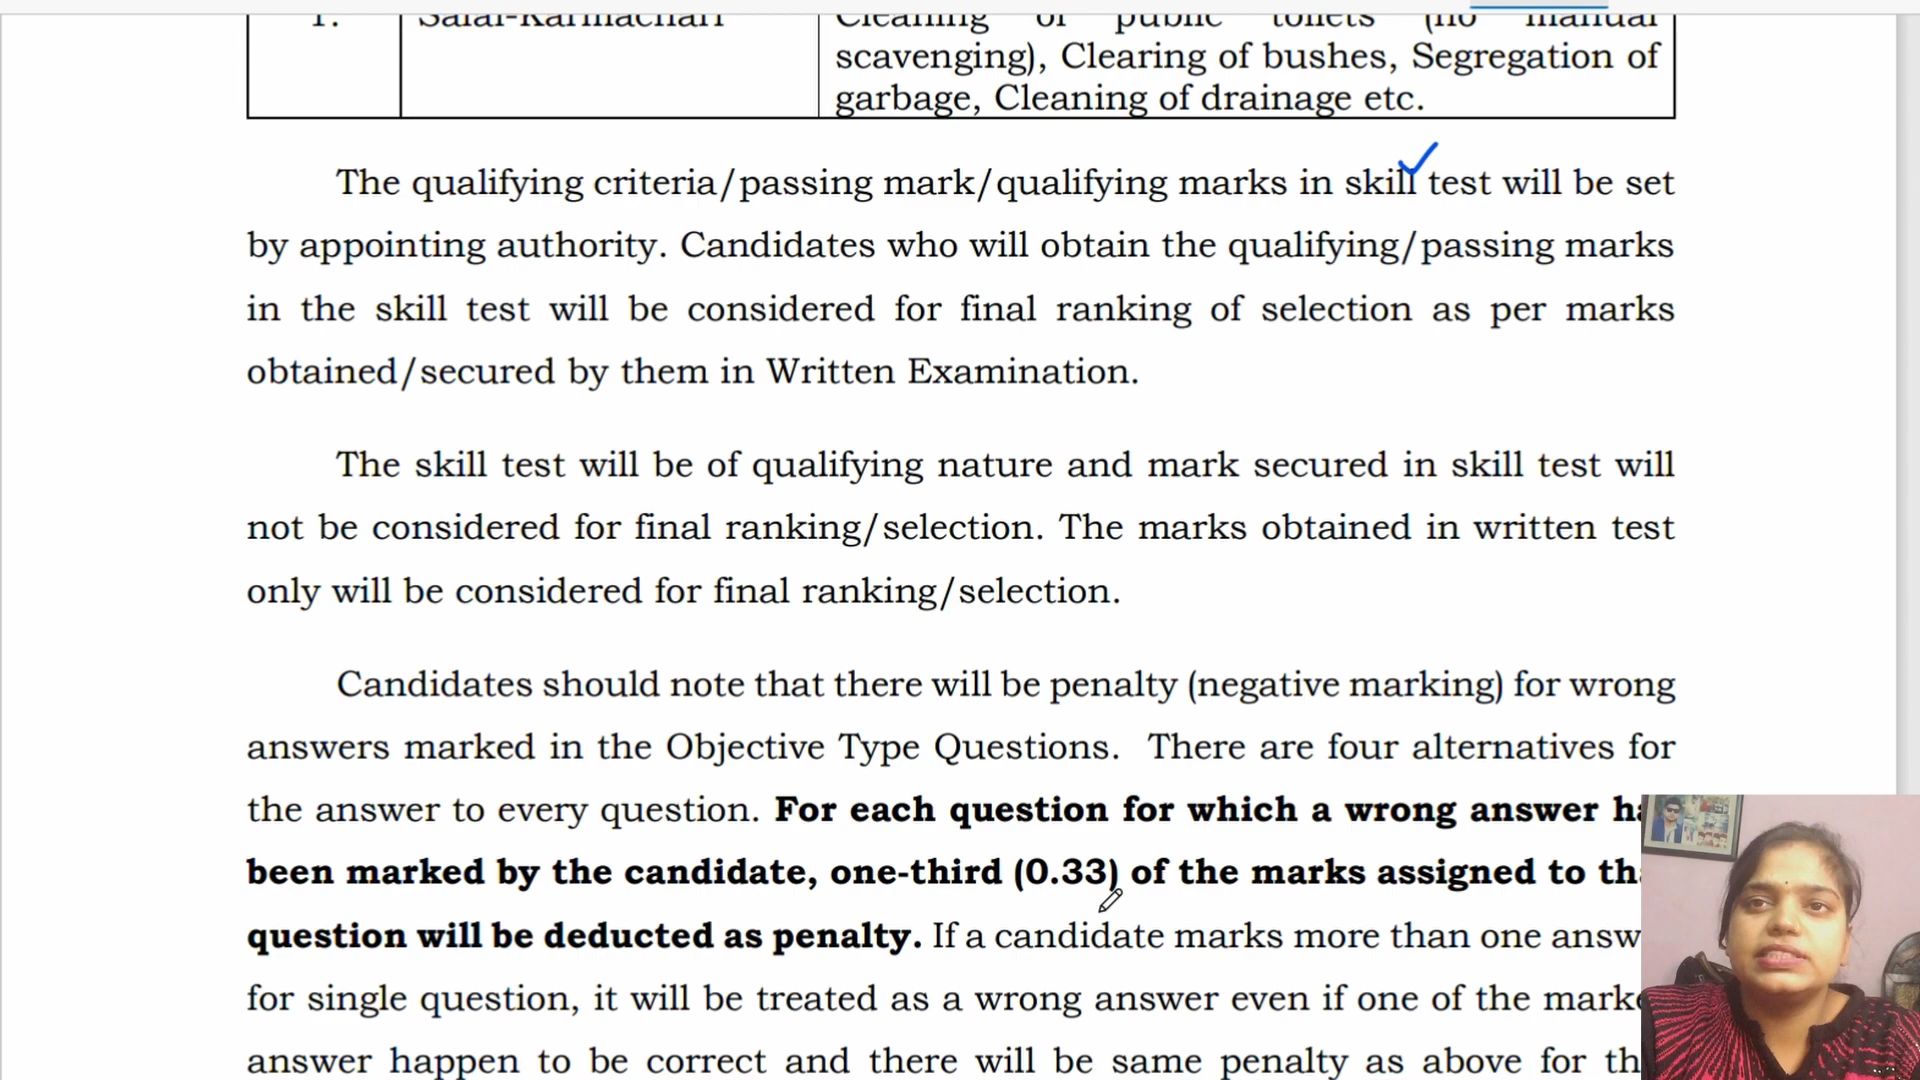 1. Safai-Karmachari Cleaning of public toilets (no manual
scavenging), Clearing of bushes, Segregation of
garbage, Cleaning of drainage etc.
The qualifying criteria/passing mark/qualifying marks in skill test will be set
by appointing authority. Candidates who will obtain the qualifying/passing marks
in the skill test will be considered for final ranking of selection as per marks
obtained/secured by them in Written Examination.
The skill test will be of qualifying nature and mark secured in skill test will
not be considered for final ranking/selection. The marks obtained in written test
only will be considered for final ranking/selection.
Candidates should note that there will be penalty (negative marking) for wrong
answers marked in the Objective Type Questions. There are four alternatives for
the answer to every question. For each question for which a wrong answer
been marked by the candidate, one-third (0.33) of the marks assigned to
question will be deducted as penalty. If a candidate marks more than one
for single question, it will be treated as a wrong answer even if one of the
answer happen to be correct and there will be same penalty as above for